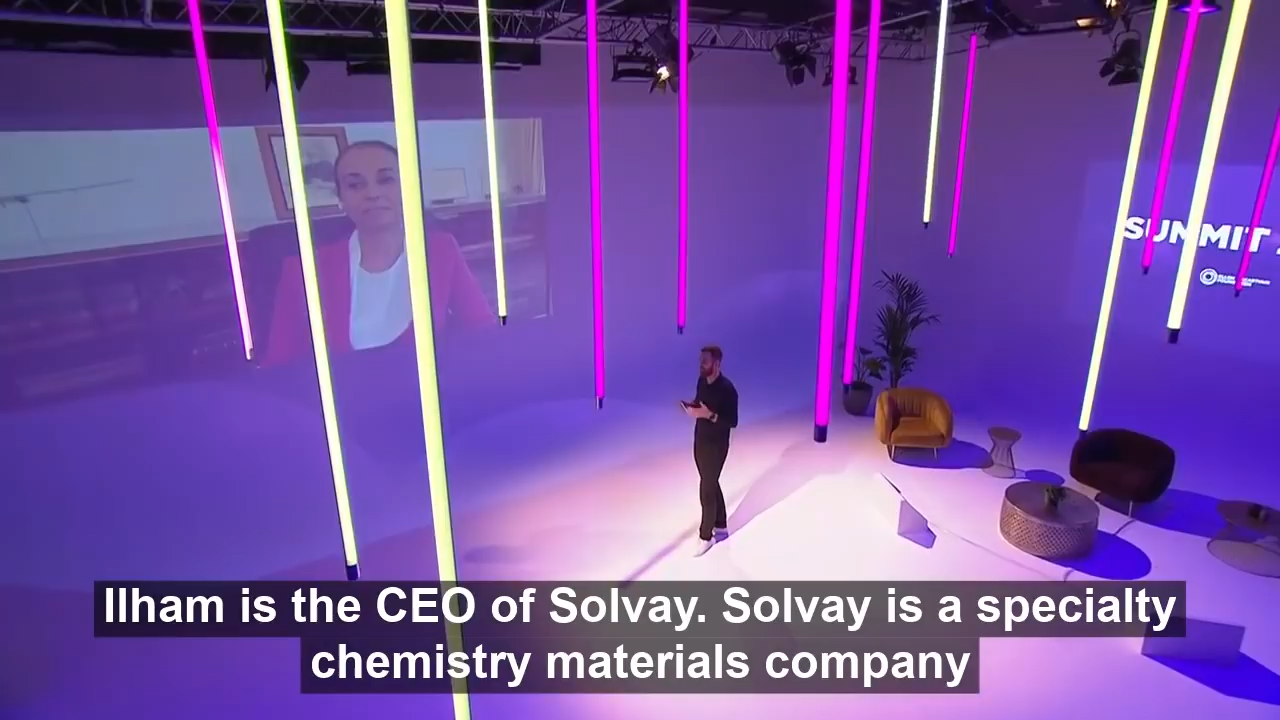 SUMMIT
Ilham is the CEO of Solvay. Solvay is a specialty
chemistry materials company